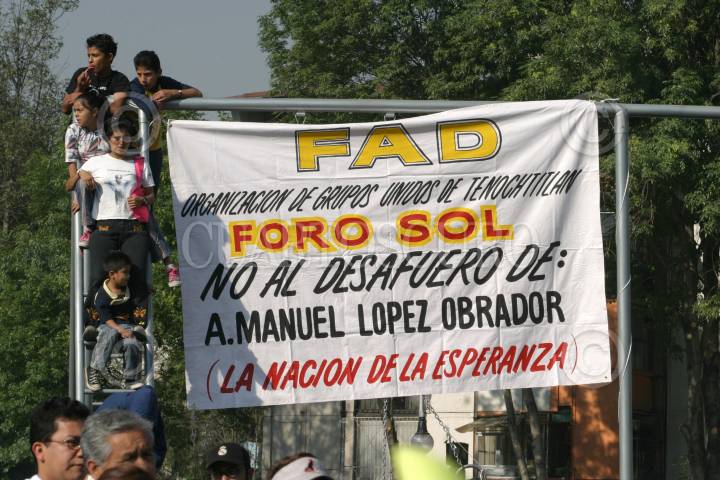 FAD
ORGANIZACION DE GRUPOS UNIDOS DE TENOCHTITLAN
FORO SOL
NO AL DESAFUERO DE:
A. MANUEL LOPEZ OBRADOR
(LA NACION DE LA ESPERANZA)